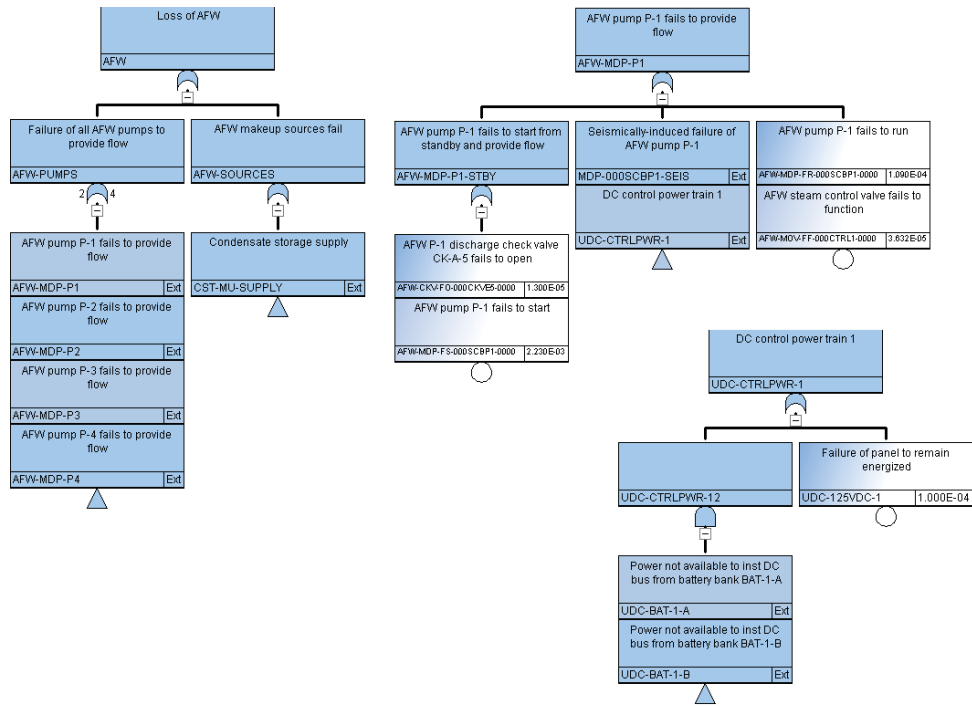 Loss of AFW
AFW
Failure of all AFW pumps to
provide flow
AFW-PUMPS
2 4
AFW makeup sources fail
AFW-SOURCES
AFW pump P-1 fails to provide
flow
AFW-MDP-P1 Ext
AFW pump P-2 fails to provide
flow
AFW-MDP-P2 Ext
AFW pump P-3 fails to provide
flow
AFW-MDP-P3 Ext
AFW pump P-4 fails to provide
flow
AFW-MDP-P4 Ext
Condensate storage supply
CST-MU-SUPPLY Ext
AFW pump P-1 fails to provide
flow
AFW-MDP-P1
AFW pump P-1 fails to start from
standby and provide flow
AFW-MDP-P1-STBY
Seismically-induced failure of
AFW pump P-1
MDP-000SCBP1-SEIS Ext
DC control power train 1
UDC-CTRLPWR-1 Ext
AFW pump P-1 fails to run
AFW-MDP-FR-000SCBP1-0000 1.090E-04
AFW steam control valve fails to
function
AFW-MOV-FF-000CTRL1-0000 3.632E-05
AFW P-1 discharge check valve
CK-A-5 fails to open
AFW-CKV-FO-000CKVE5-0000 1.300E-05
AFW pump P-1 fails to start
AFW-MDP-FS-000SCBP1-0000 2.230E-03
DC control power train 1
UDC-CTRLPWR-1
UDC-CTRLPWR-12
Failure of panel to remain
energized
UDC-125VDC-1 1.000E-04
Power not available to inst DC
bus from battery bank BAT-1-A
UDC-BAT-1-A Ext
Power not available to inst DC
bus from battery bank BAT-1-B
UDC-BAT-1-B Ext